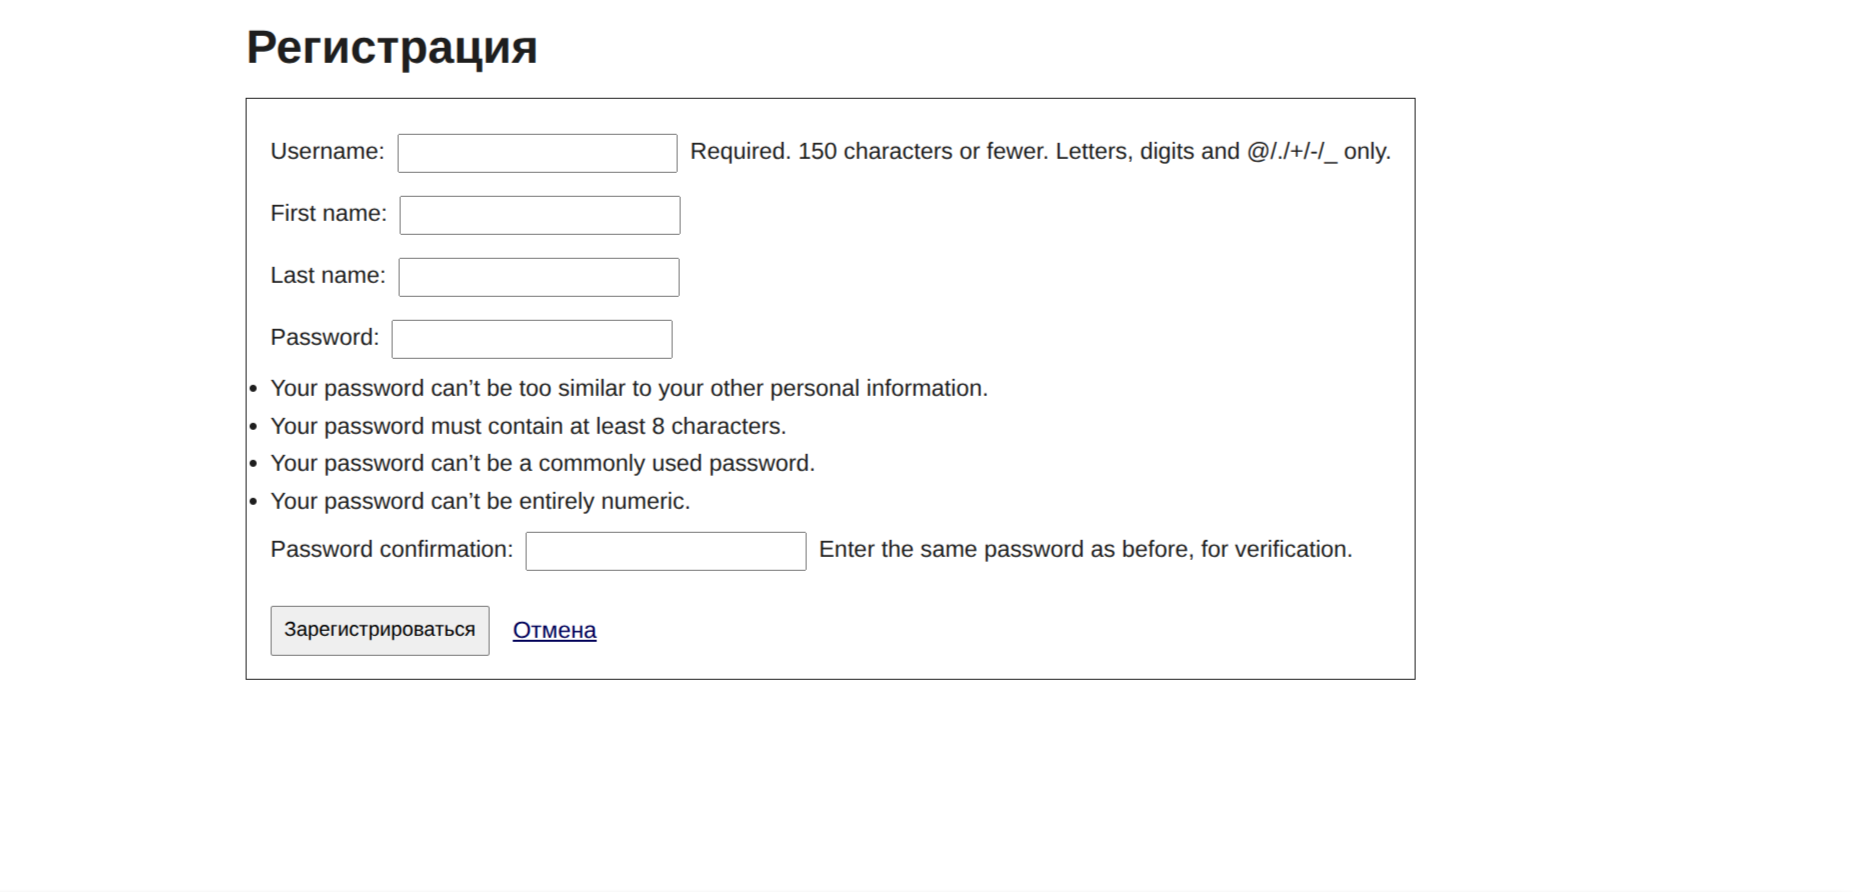 Регистрация
Username: Required. 150 characters or fewer. Letters, digits and @/./+/-/_ only.
First name:
Last name:
Password:
• Your password can’t be too similar to your other personal information.
• Your password must contain at least 8 characters.
• Your password can’t be a commonly used password.
• Your password can’t be entirely numeric.
Password confirmation: Enter the same password as before, for verification.
Зарегистрироваться Отмена